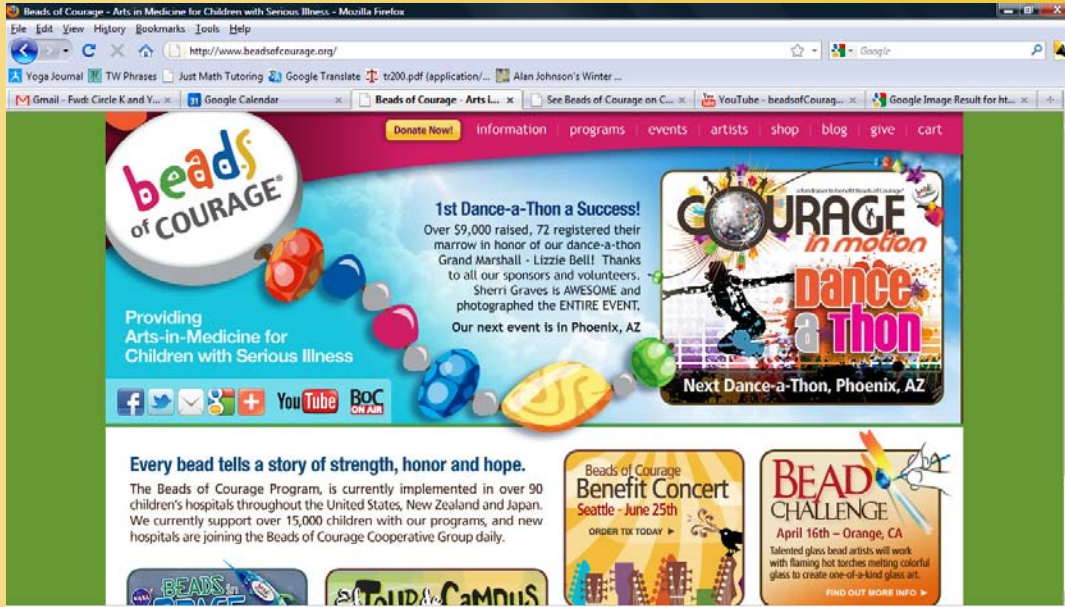 Beads of Courage - Arts in Medicine for Children with Serious Illness - Mozilla Firefox
File Edit View History Bookmarks Tools Help
http://www.beadsofcourage.org/
Google
Yoga Journal TW Phrases Just Math Tutoring Google Translate tr200.pdf (application/... Alan Johnson's Winter ...
Gmail - Fwd: Circle K and Y... Google Calendar Beads of Courage - Arts i... See Beads of Courage on C... YouTube - beadsofCourag... Google Image Result for ht...
Donate Now! information programs events artists shop blog give cart
beads
of COURAGE®
1st Dance-a-Thon a Success!
Over $9,000 raised, 72 registered their
marrow in honor of our dance-a-thon
Grand Marshall - Lizzie Bell! Thanks
to all our sponsors and volunteers.
Sherri Graves is AWESOME and
photographed the ENTIRE EVENT.
Our next event is in Phoenix, AZ
a fundraiser to benefit Beads of Courage
COURAGE
in motion
Dance
a Thon
Next Dance-a-Thon, Phoenix, AZ
Providing
Arts-in-Medicine for
Children with Serious Illness
YouTube BOC
ON AIR
Every bead tells a story of strength, honor and hope.
The Beads of Courage Program, is currently implemented in over 90
children's hospitals throughout the United States, New Zealand and Japan.
We currently support over 15,000 children with our programs, and new
hospitals are joining the Beads of Courage Cooperative Group daily.
Beads of Courage
Benefit Concert
Seattle - June 25th
ORDER TIX TODAY
BEAD
CHALLENGE
April 16th – Orange, CA
Talented glass bead artists will work
with flaming hot torches melting colorful
glass to create one-of-a-kind glass art.
FIND OUT MORE INFO
NASA
BEADS in
SPACE
Tour de Campus